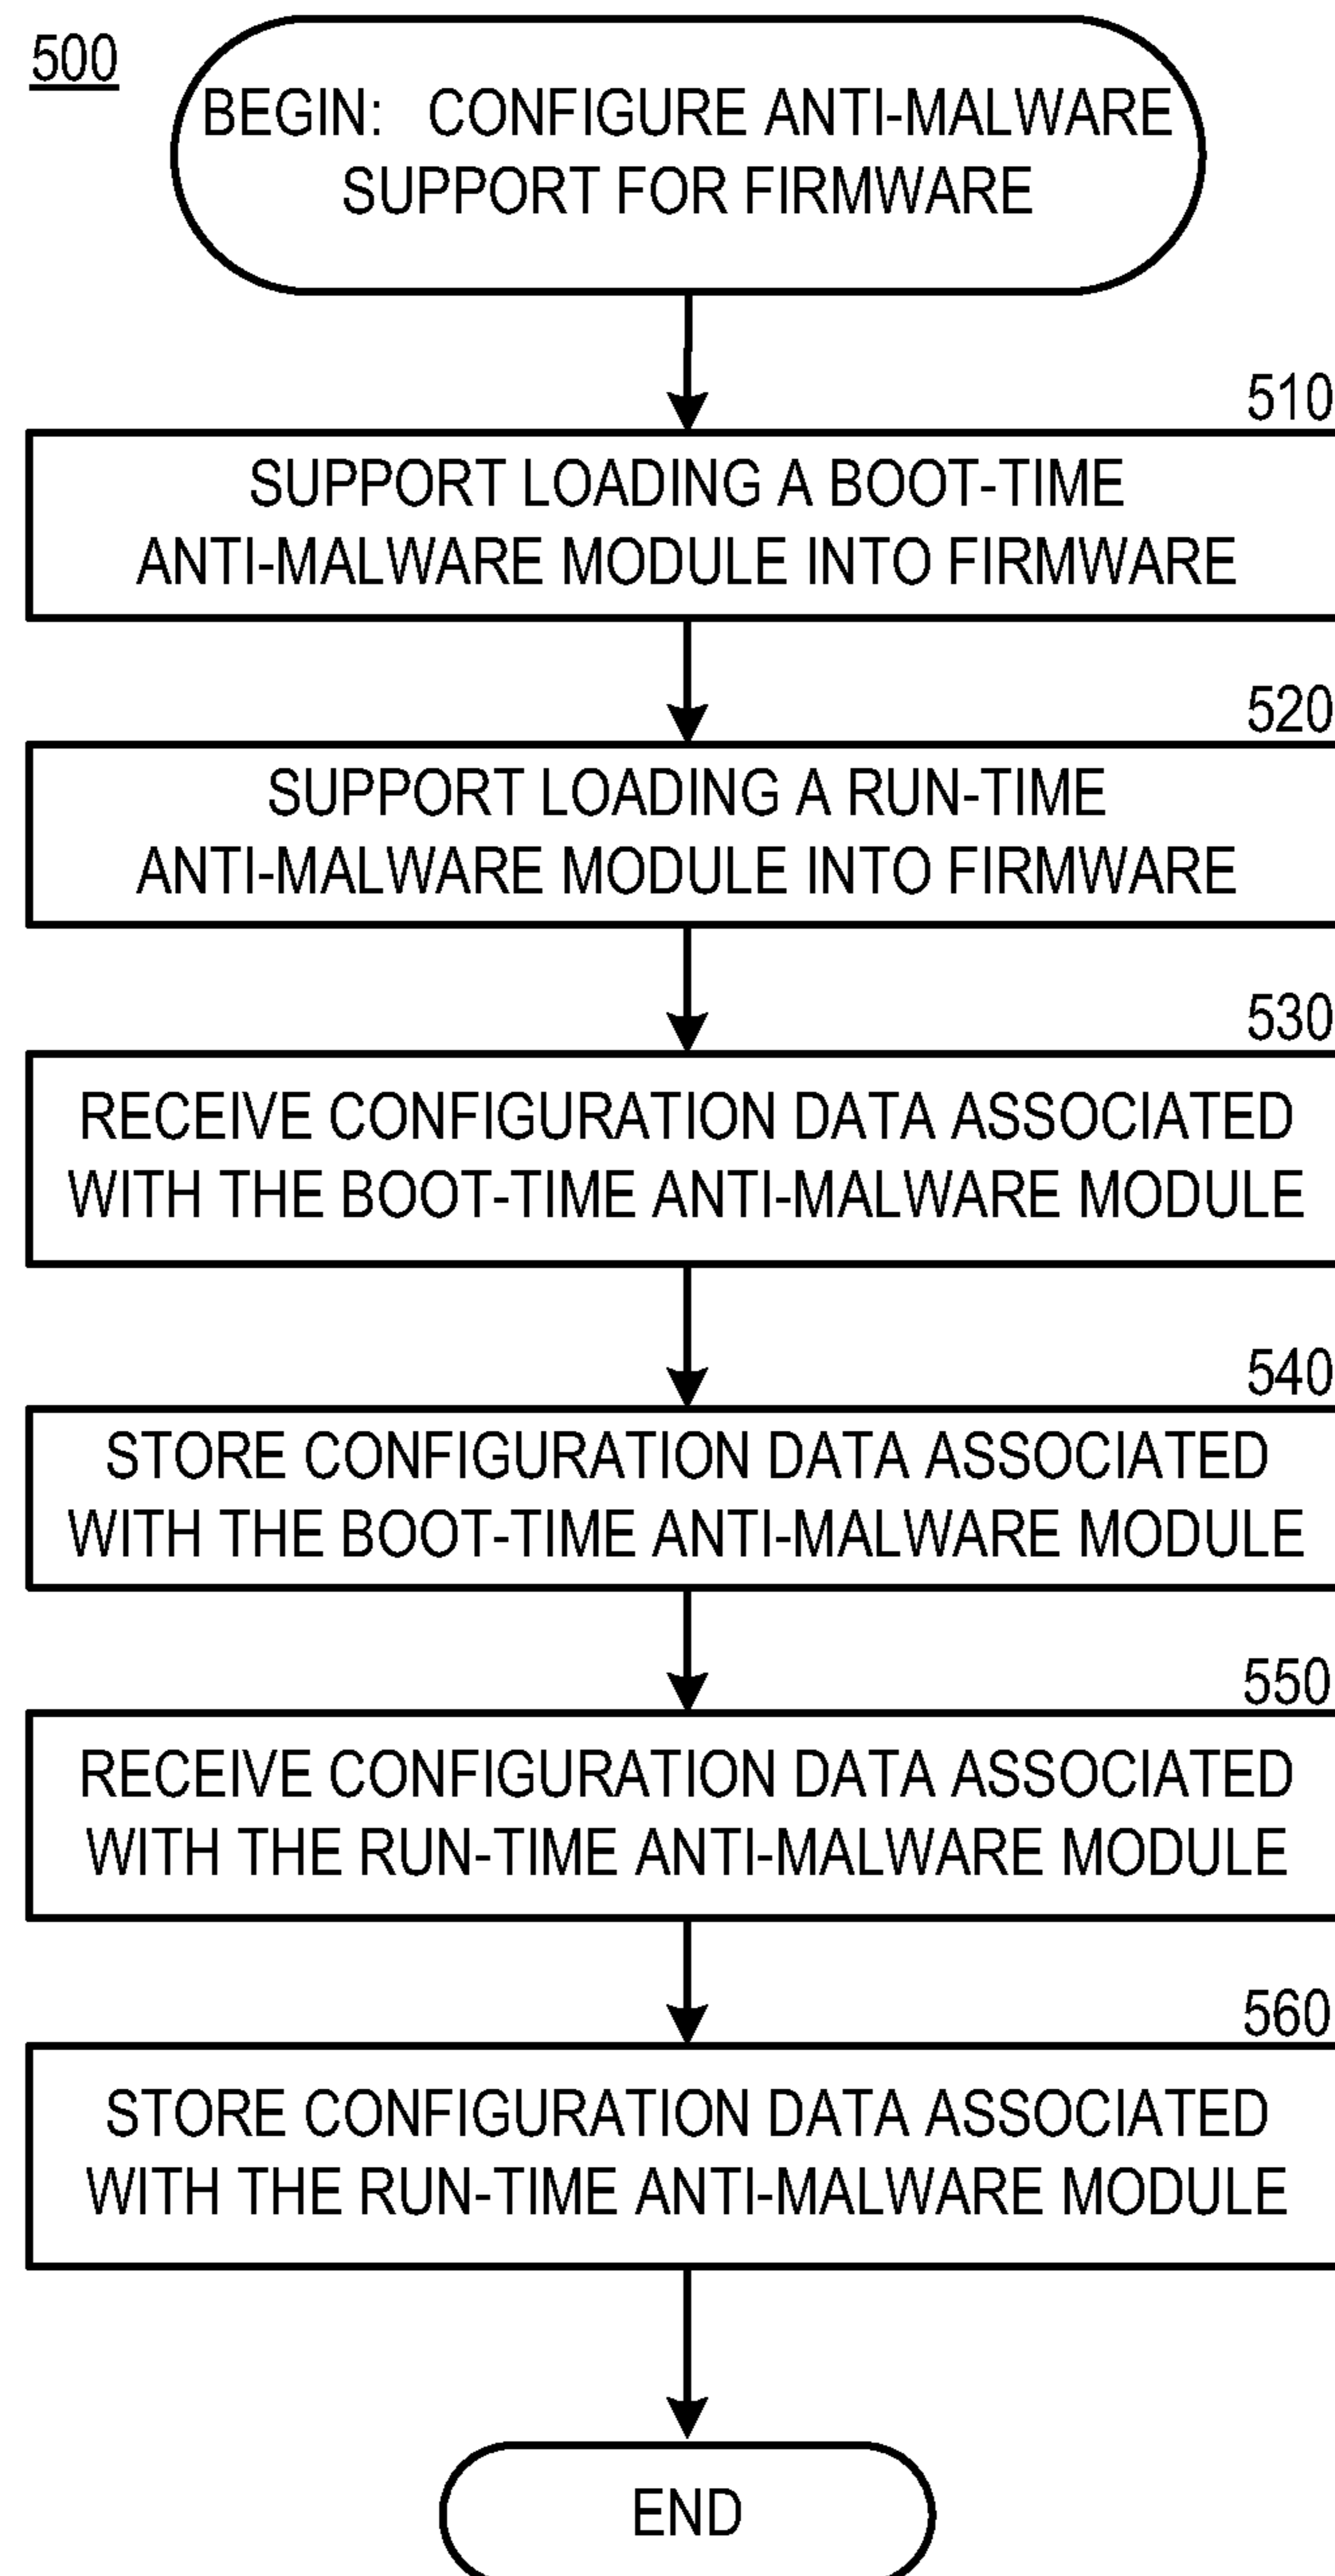 500
BEGIN: CONFIGURE ANTI-MALWARE
SUPPORT FOR FIRMWARE
510
SUPPORT LOADING A BOOT-TIME
ANTI-MALWARE MODULE INTO FIRMWARE
520
SUPPORT LOADING A RUN-TIME
ANTI-MALWARE MODULE INTO FIRMWARE
530
RECEIVE CONFIGURATION DATA ASSOCIATED
WITH THE BOOT-TIME ANTI-MALWARE MODULE
540
STORE CONFIGURATION DATA ASSOCIATED
WITH THE BOOT-TIME ANTI-MALWARE MODULE
550
RECEIVE CONFIGURATION DATA ASSOCIATED
WITH THE RUN-TIME ANTI-MALWARE MODULE
560
STORE CONFIGURATION DATA ASSOCIATED
WITH THE RUN-TIME ANTI-MALWARE MODULE
END